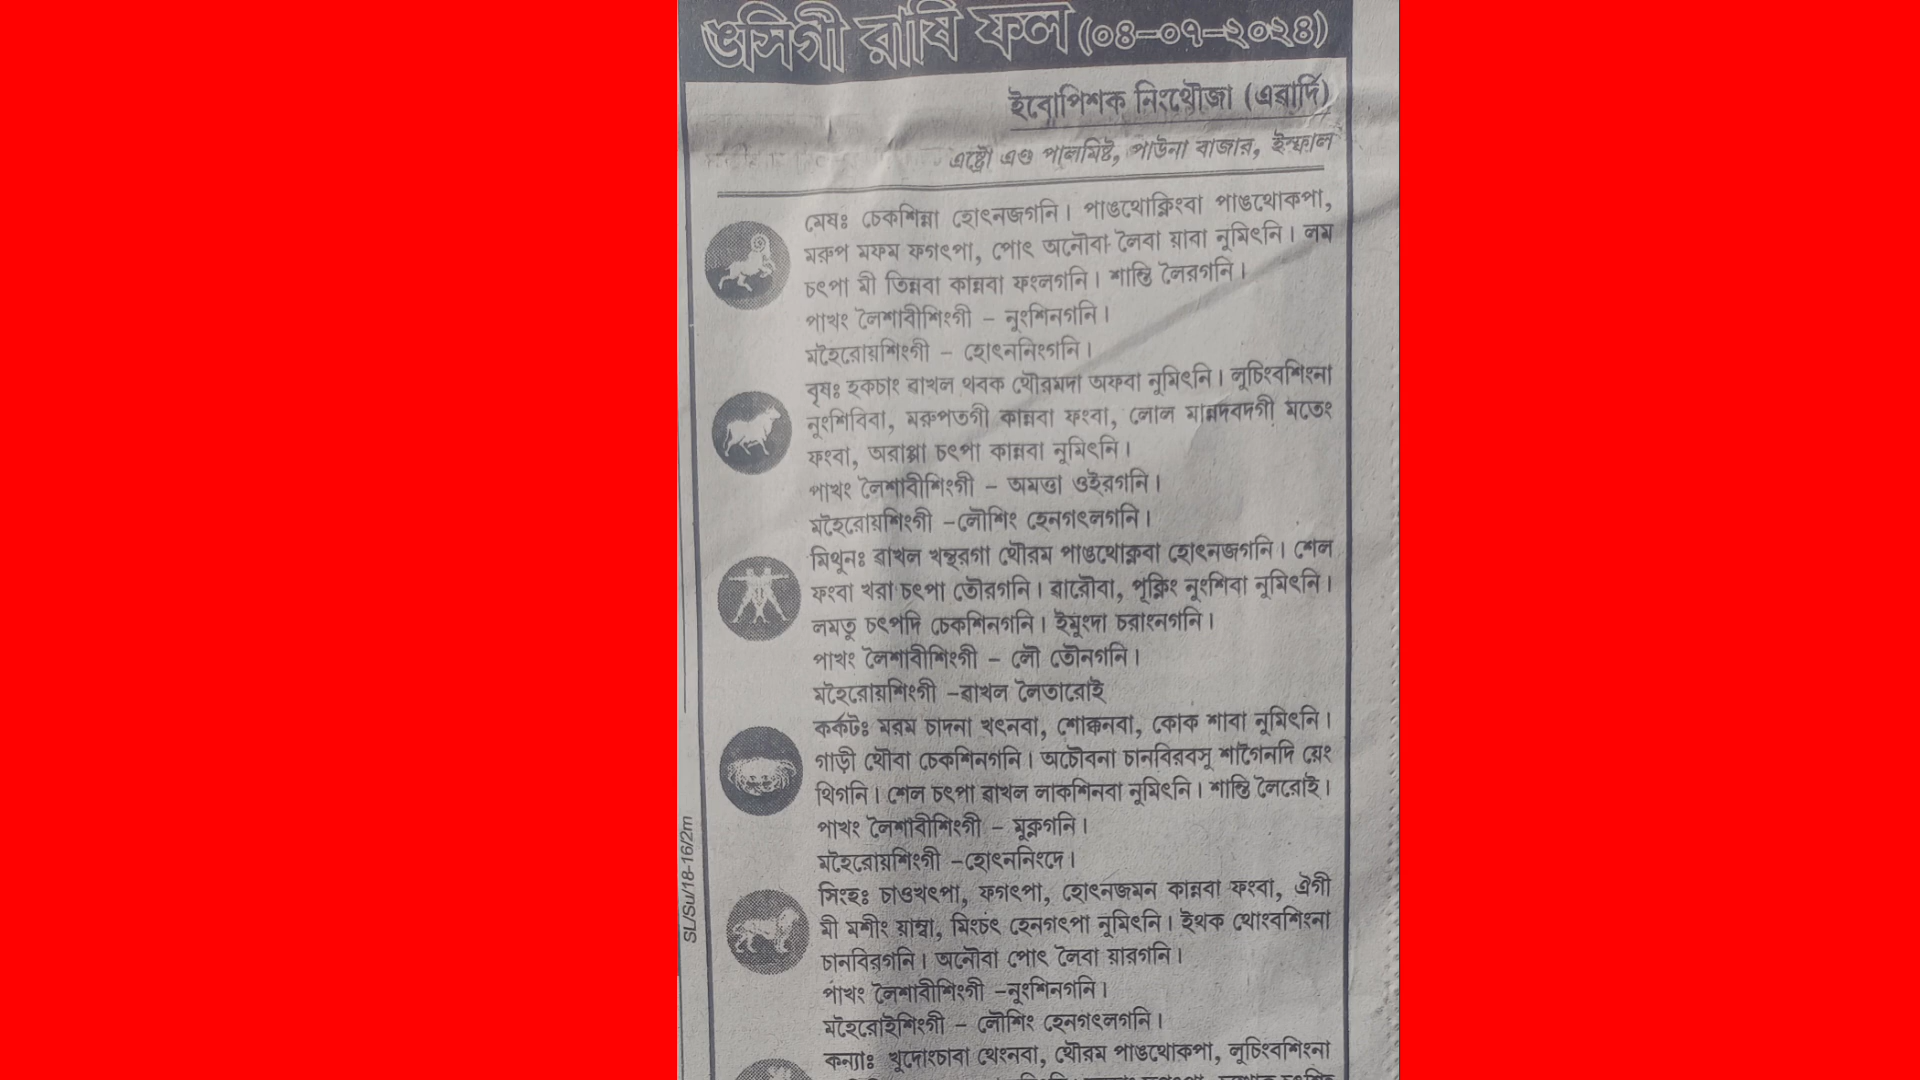 ঙসিগী রাষি ফল (০৪-০৭-২০২৪)
ইবোপিশক নিংথৌজা (এৱার্দি)
এষ্ট্রো এণ্ড পালমিষ্ট, পাউনা বাজার, ইম্ফাল
মেষঃ চেকশিন্না হোৎনজগনি। পাঙথোক্লিংবা পাঙথোকপা,
মরুপ মফম ফগৎপা, পোৎ অনৌবা লৈবা য়াবা নুমিৎনি। লম
চৎপা মী তিন্নবা কান্নবা ফংলগনি। শান্তি লৈরগনি।
পাখং লৈশাবীশিংগী – নুংশিনগনি।
মহৈরোয়শিংগী – হোৎননিংগনি।
বৃষঃ হকচাং ৱাখল থবক থৌরমদা অফবা নুমিৎনি। লুচিংবশিংনা
নুংশিবিবা, মরুপতগী কান্নবা ফংবা, লোল মান্নদবদগী মতেং
ফংবা, অরাপ্পা চৎপা কান্নবা নুমিৎনি।
পাখং লৈশাবীশিংগী – অমত্তা ওইরগনি।
মহৈরোয়শিংগী –লৌশিং হেনগৎলগনি।
মিথুনঃ ৱাখল খন্থরগা থৌরম পাঙথোক্নবা হোৎনজগনি। শেল
ফংবা খরা চৎপা তৌরগনি। ৱারৌবা, পূক্নিং নুংশিবা নুমিৎনি।
লমতু চৎপদি চেকশিনগনি। ইমুংদা চরাংনগনি।
পাখং লৈশাবীশিংগী – লৌ তৌনগনি।
মহৈরোয়শিংগী –ৱাখল লৈতারোই
কর্কটঃ মরম চাদনা খৎনবা, শোক্কনবা, কোক শাবা নুমিৎনি।
গাড়ী থৌবা চেকশিনগনি। অচৌবনা চানবিরবসু শাগৈনদি য়েং
থিগনি। শেল চৎপা ৱাখল লাকশিনবা নুমিৎনি। শান্তি লৈরোই।
পাখং লৈশাবীশিংগী – মুক্নগনি।
মহৈরোয়শিংগী –হোৎননিংদে।
সিংহঃ চাওখৎপা, ফগৎপা, হোৎনজমন কান্নবা ফংবা, ঐগী
মী মশীং য়াম্বা, মিংচৎ হেনগৎপা নুমিৎনি। ইথক থোংবশিংনা
চানবিরগনি। অনৌবা পোৎ লৈবা য়ারগনি।
পাখং লৈশাবীশিংগী –নুংশিনগনি।
মহৈরোইশিংগী – লৌশিং হেনগৎলগনি।
কন্যাঃ খুদোংচাবা থেংনবা, থৌরম পাঙথোকপা, লুচিংবশিংনা
SL/Su/18-16/2m